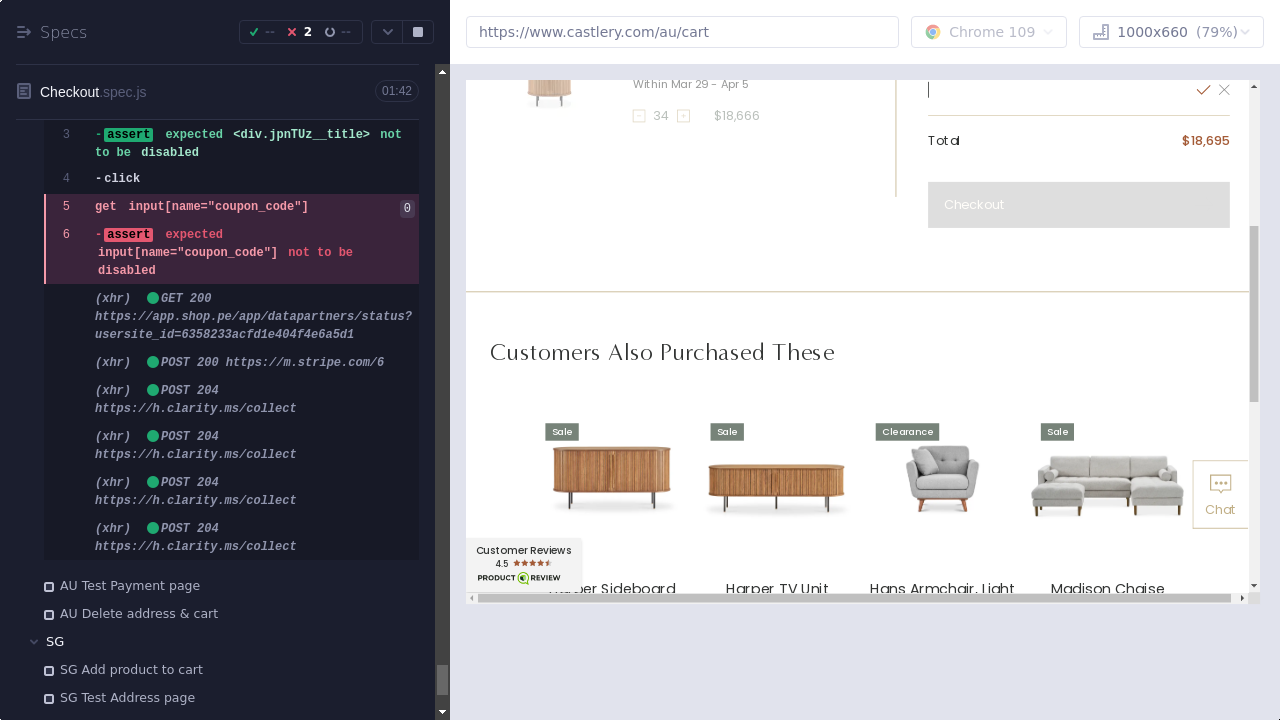 Specs
--
2
--
Checkout.spec.js
01:42
3 -assert expected <div.jpnTUz__title> not
to be disabled
4 -click
5 get input[name="coupon_code"] 0
6 -assert expected
input[name="coupon_code"] not to be
disabled
(xhr) GET 200
https://app.shop.pe/app/datapartners/status?
usersite_id=6358233acfd1e404f4e6a5d1
(xhr) POST 200 https://m.stripe.com/6
(xhr) POST 204
https://h.clarity.ms/collect
(xhr) POST 204
https://h.clarity.ms/collect
(xhr) POST 204
https://h.clarity.ms/collect
(xhr) POST 204
https://h.clarity.ms/collect
AU Test Payment page
AU Delete address & cart
SG
SG Add product to cart
SG Test Address page
https://www.castlery.com/au/cart
Chrome 109
1000x660 (79%)
Within Mar 29 - Apr 5
34 $18,666
Total $18,695
Checkout
Customers Also Purchased These
Sale
Sale
Clearance
Sale
Chat
Customer Reviews
4.5
PRODUCT REVIEW
Harper Sideboard
Harper TV Unit
Hans Armchair, Light
Madison Chaise